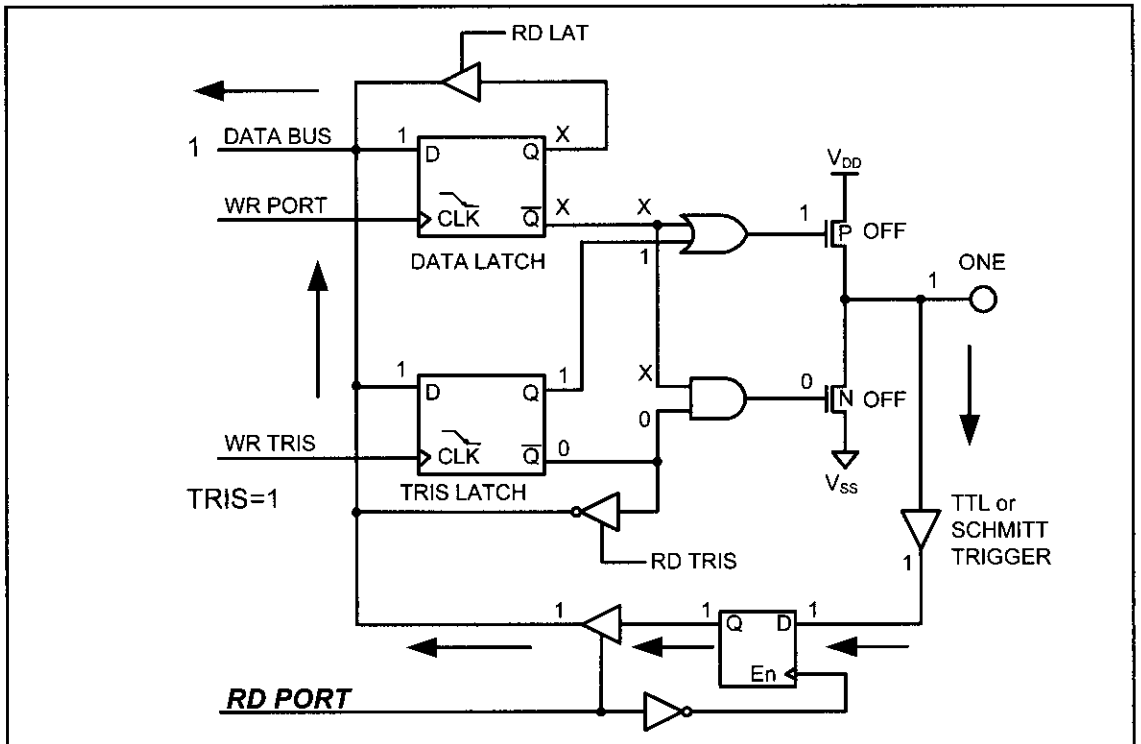 RD LAT
1 DATA BUS 1 D Q X
WR PORT CLK Q̅ X X 1 P OFF
V_DD
DATA LATCH 1
ONE
1
1 D Q 1 X 0 N OFF
WR TRIS CLK Q̅ 0 0
V_SS
TRIS=1 TRIS LATCH
TTL or
SCHMITT
TRIGGER
RD TRIS 1
1 1 Q D 1
En
RD PORT